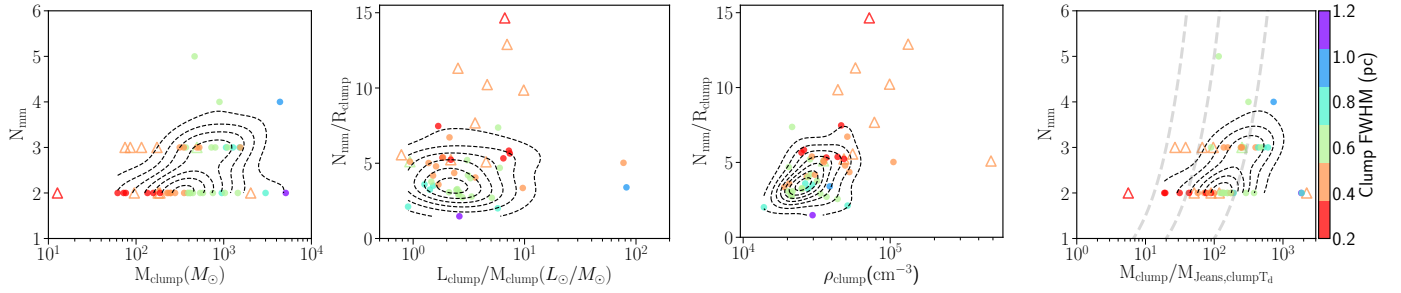 6
5
4
3
2
1
N_mm
10^1 10^2 10^3 10^4
M_clump(M_⊙)
15
10
5
0
N_mm/R_clump
10^0 10^1 10^2
L_clump/M_clump(L_⊙/M_⊙)
15
10
5
0
N_mm/R_clump
10^4 10^5
ρ_clump(cm^−3)
6
5
4
3
2
1
N_mm
10^0 10^1 10^2 10^3
M_clump/M_Jeans,clumpT_d
1.2
1.0
0.8
0.6
0.4
0.2
Clump FWHM (pc)